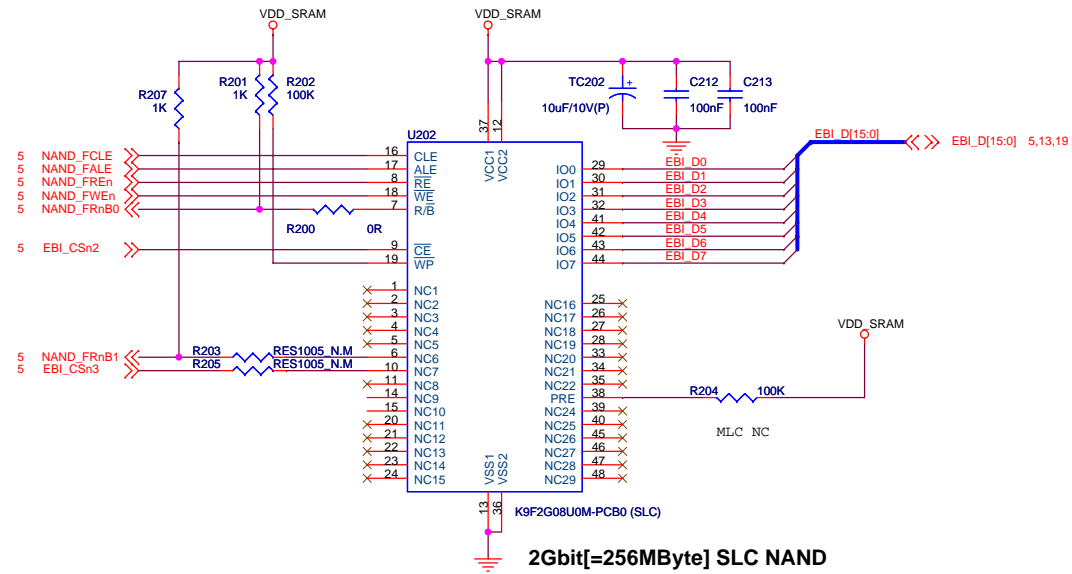 VDD_SRAM
VDD_SRAM
R207
1K
R201
1K
R202
100K
TC202
10uF/10V(P)
C212
100nF
C213
100nF
U202
37
12
VCC1
VCC2
EBI_D[15:0]
EBI_D[15:0] 5,13,19
5 NAND_FCLE 16 CLE
5 NAND_FALE 17 ALE
5 NAND_FREn 8 RE
5 NAND_FWEn 18 WE
5 NAND_FRnB0 7 R/B
R200 0R
5 EBI_CSn2 9 CE
19 WP
IO0 29 EBI_D0
IO1 30 EBI_D1
IO2 31 EBI_D2
IO3 32 EBI_D3
IO4 41 EBI_D4
IO5 42 EBI_D5
IO6 43 EBI_D6
IO7 44 EBI_D7
1 NC1
2 NC2
3 NC3
4 NC4
5 NC5
5 NAND_FRnB1 R203 RES1005_N.M 6 NC6
5 EBI_CSn3 R205 RES1005_N.M 10 NC7
11 NC8
14 NC9
15 NC10
20 NC11
21 NC12
22 NC13
23 NC14
24 NC15
NC16 25
NC17 26
NC18 27
NC19 28
NC20 33
NC21 34
NC22 35
PRE 38
NC24 39
NC25 40
NC26 45
NC27 46
NC28 47
NC29 48
VDD_SRAM
R204 100K
MLC NC
VSS1
VSS2
13
36
K9F2G08U0M-PCB0 (SLC)
2Gbit[=256MByte] SLC NAND